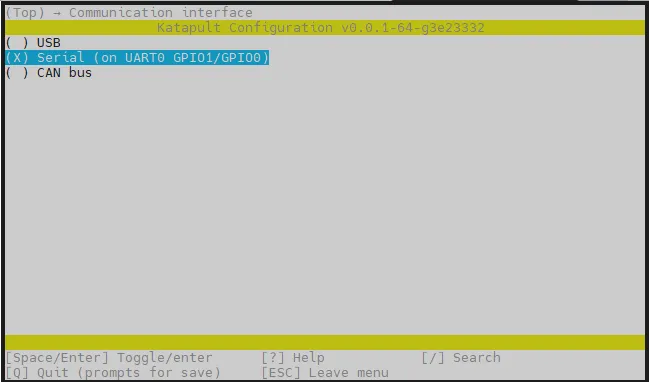 (Top) → Communication interface
Katapult Configuration v0.0.1-64-g3e23332
( ) USB
(X) Serial (on UART0 GPIO1/GPIO0)
( ) CAN bus
[Space/Enter] Toggle/enter [?] Help [/] Search
[Q] Quit (prompts for save) [ESC] Leave menu